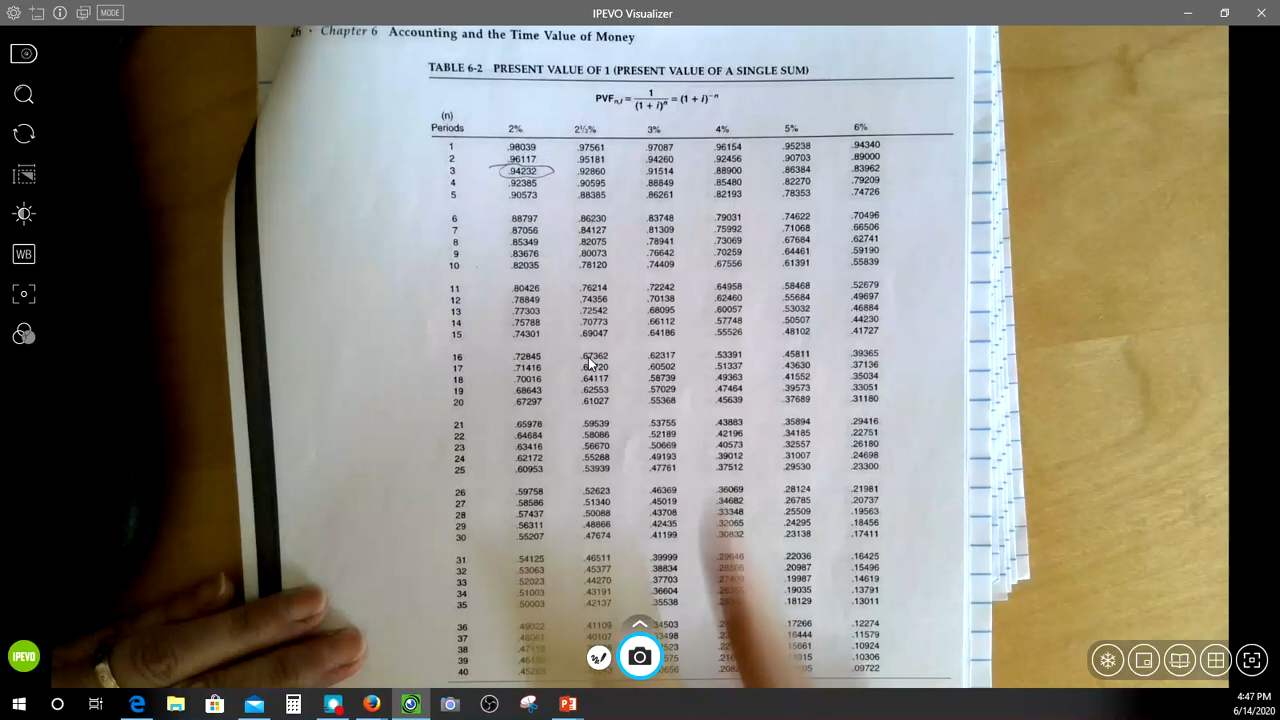 IPEVO Visualizer
MODE
26 · Chapter 6 Accounting and the Time Value of Money
TABLE 6-2 PRESENT VALUE OF 1 (PRESENT VALUE OF A SINGLE SUM)
PVFn,i = 1 / (1 + i)^n = (1 + i)^-n
(n)
Periods 2% 2½% 3% 4% 5% 6%
1 .98039 .97561 .97087 .96154 .95238 .94340
2 .96117 .95181 .94260 .92456 .90703 .89000
3 .94232 .92860 .91514 .88900 .86384 .83962
4 .92385 .90595 .88849 .85480 .82270 .79209
5 .90573 .88385 .86261 .82193 .78353 .74726
6 .88797 .86230 .83748 .79031 .74622 .70496
7 .87056 .84127 .81309 .75992 .71068 .66506
8 .85349 .82075 .78941 .73069 .67684 .62741
9 .83676 .80073 .76642 .70259 .64461 .59190
10 .82035 .78120 .74409 .67556 .61391 .55839
11 .80426 .76214 .72242 .64958 .58468 .52679
12 .78849 .74356 .70138 .62460 .55684 .49697
13 .77303 .72542 .68095 .60057 .53032 .46884
14 .75788 .70773 .66112 .57748 .50507 .44230
15 .74301 .69047 .64186 .55526 .48102 .41727
16 .72845 .67362 .62317 .53391 .45811 .39365
17 .71416 .60502 .51337 .43630 .37136
18 .70016 .64117 .58739 .49363 .41552 .35034
19 .68643 .62553 .57029 .47464 .39573 .33051
20 .67297 .61027 .55368 .45639 .37689 .31180
21 .65978 .59539 .53755 .43883 .35894 .29416
22 .64684 .58086 .52189 .42196 .34185 .22751
23 .63416 .56670 .50669 .40573 .32557 .26180
24 .62172 .55288 .49193 .39012 .31007 .24698
25 .60953 .53939 .47761 .37512 .29530 .23300
26 .59758 .52623 .46369 .36069 .28124 .21981
27 .58586 .51340 .45019 .34682 .26785 .20737
28 .57437 .50088 .43708 .33348 .25509 .19563
29 .56311 .48866 .42435 .32065 .24295 .18456
30 .55207 .47674 .41199 .30832 .23138 .17411
31 .54125 .46511 .39999 .29646 .22036 .16425
32 .53063 .45377 .38834 .20987 .15496
33 .52023 .44270 .37703 .19987 .14619
34 .51003 .43191 .36604 .19035 .13791
35 .50003 .42137 .35538 .18129 .13011
36 .49022 .41109 .17266 .12274
37 .40107 .11579
38 .10924
39 .10306
40 .09722
IPEVO
4:47 PM
6/14/2020